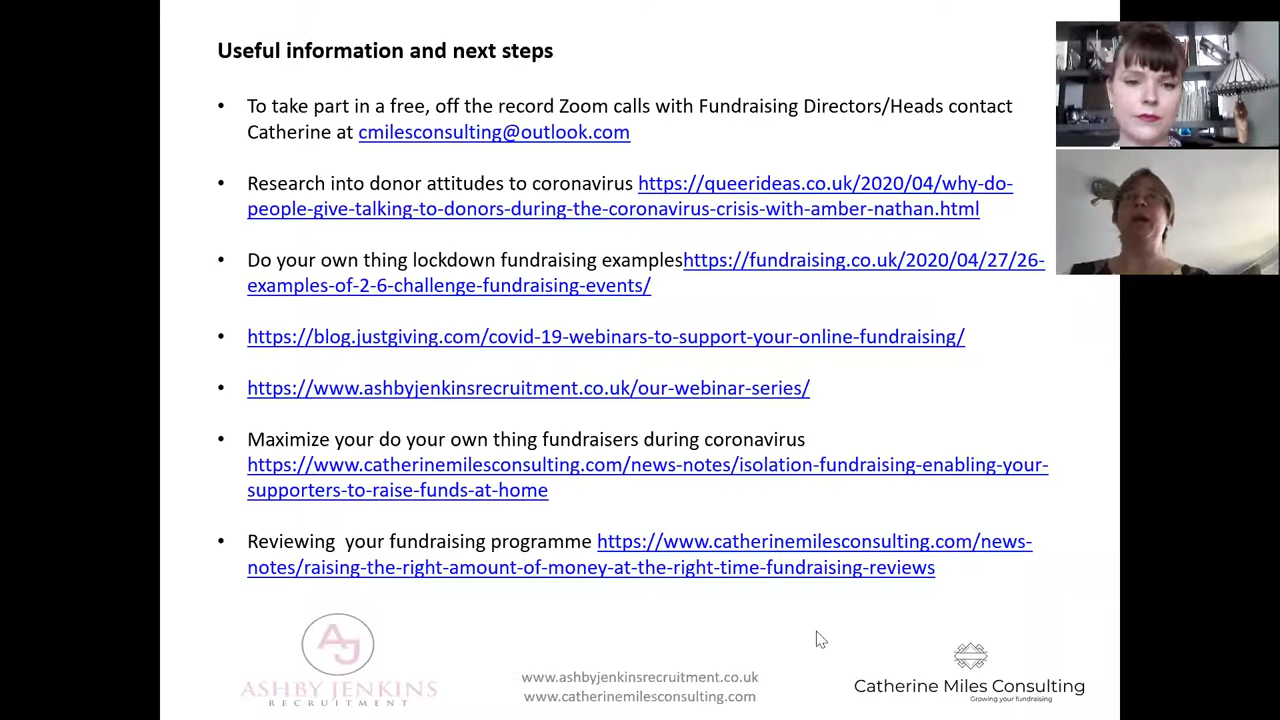 Useful information and next steps
• To take part in a free, off the record Zoom calls with Fundraising Directors/Heads contact
Catherine at cmilesconsulting@outlook.com
• Research into donor attitudes to coronavirus https://queerideas.co.uk/2020/04/why-do-
people-give-talking-to-donors-during-the-coronavirus-crisis-with-amber-nathan.html
• Do your own thing lockdown fundraising exampleshttps://fundraising.co.uk/2020/04/27/26-
examples-of-2-6-challenge-fundraising-events/
• https://blog.justgiving.com/covid-19-webinars-to-support-your-online-fundraising/
• https://www.ashbyjenkinsrecruitment.co.uk/our-webinar-series/
• Maximize your do your own thing fundraisers during coronavirus
https://www.catherinemilesconsulting.com/news-notes/isolation-fundraising-enabling-your-
supporters-to-raise-funds-at-home
• Reviewing  your fundraising programme https://www.catherinemilesconsulting.com/news-
notes/raising-the-right-amount-of-money-at-the-right-time-fundraising-reviews
AJ
ASHBY JENKINS
RECRUITMENT
www.ashbyjenkinsrecruitment.co.uk
www.catherinemilesconsulting.com
Catherine Miles Consulting
Growing your fundraising